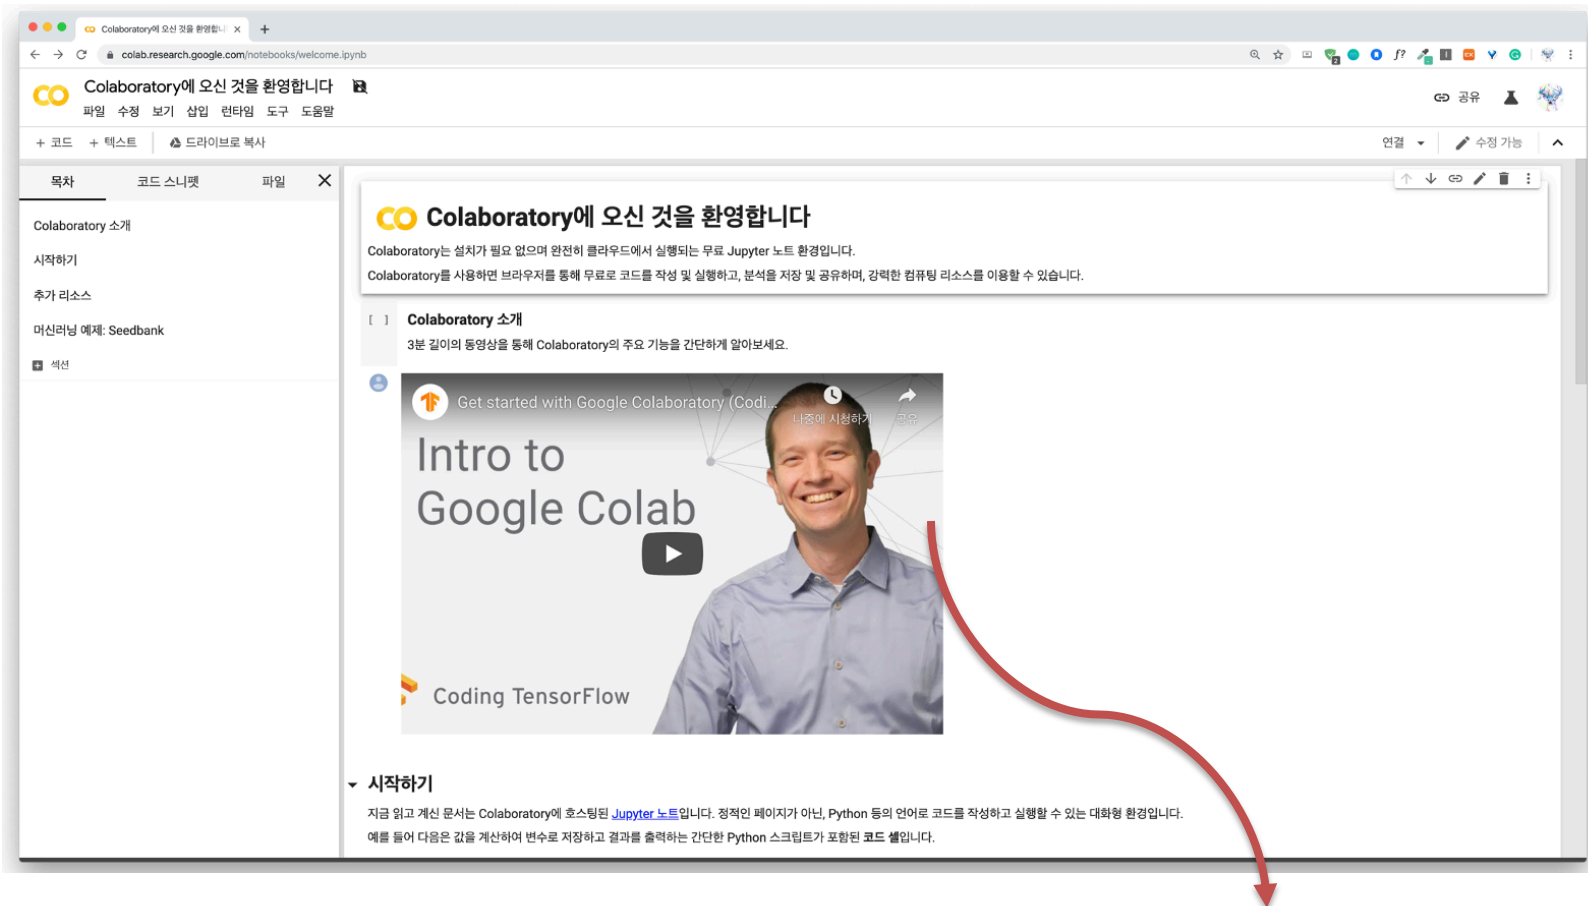 Colaboratory에 오신 것을 환영합니
colab.research.google.com/notebooks/welcome.ipynb
Colaboratory에 오신 것을 환영합니다
파일 수정 보기 삽입 런타임 도구 도움말
공유
+ 코드 + 텍스트 드라이브로 복사
연결 수정 가능
목차 코드 스니펫 파일
Colaboratory 소개
시작하기
추가 리소스
머신러닝 예제: Seedbank
섹션
CO Colaboratory에 오신 것을 환영합니다
Colaboratory는 설치가 필요 없으며 완전히 클라우드에서 실행되는 무료 Jupyter 노트 환경입니다.
Colaboratory를 사용하면 브라우저를 통해 무료로 코드를 작성 및 실행하고, 분석을 저장 및 공유하며, 강력한 컴퓨팅 리소스를 이용할 수 있습니다.
[ ] Colaboratory 소개
3분 길이의 동영상을 통해 Colaboratory의 주요 기능을 간단하게 알아보세요.
Get started with Google Colaboratory (Codi...
나중에 시청하기 공유
Intro to
Google Colab
Coding TensorFlow
시작하기
지금 읽고 계신 문서는 Colaboratory에 호스팅된 Jupyter 노트입니다. 정적인 페이지가 아닌, Python 등의 언어로 코드를 작성하고 실행할 수 있는 대화형 환경입니다.
예를 들어 다음은 값을 계산하여 변수로 저장하고 결과를 출력하는 간단한 Python 스크립트가 포함된 코드 셀입니다.